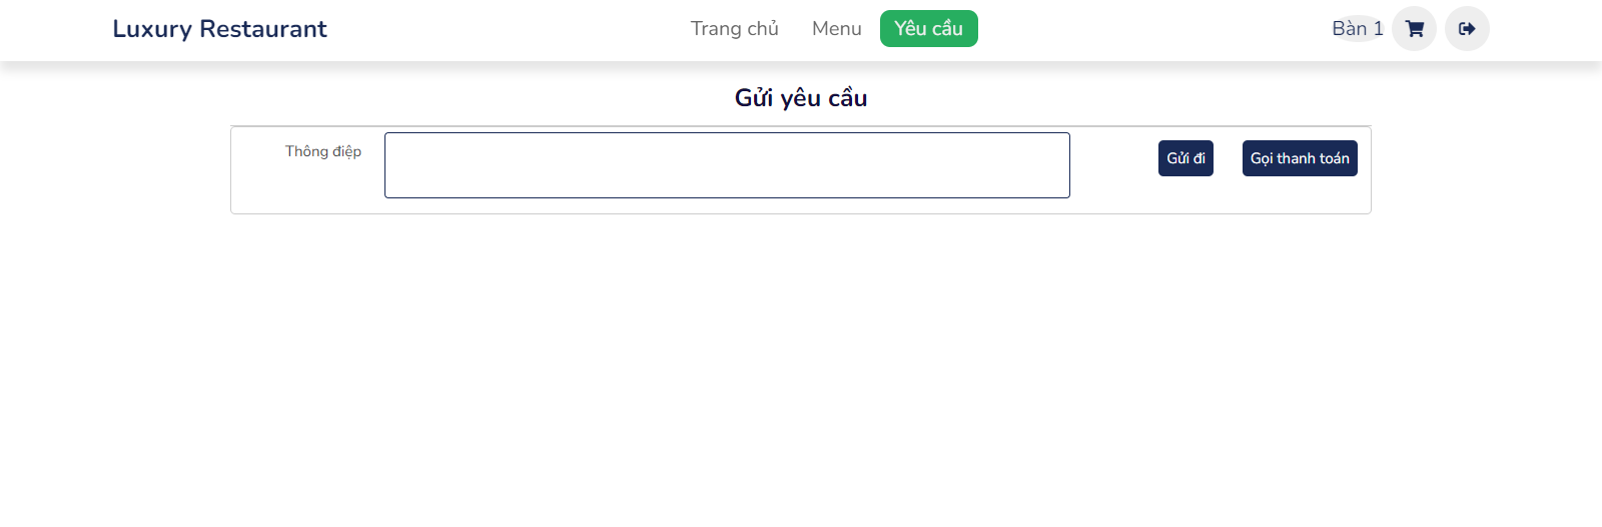 Luxury Restaurant
Trang chủ
Menu
Yêu cầu
Bàn 1
Gửi yêu cầu
Thông điệp
Gửi đi
Gọi thanh toán